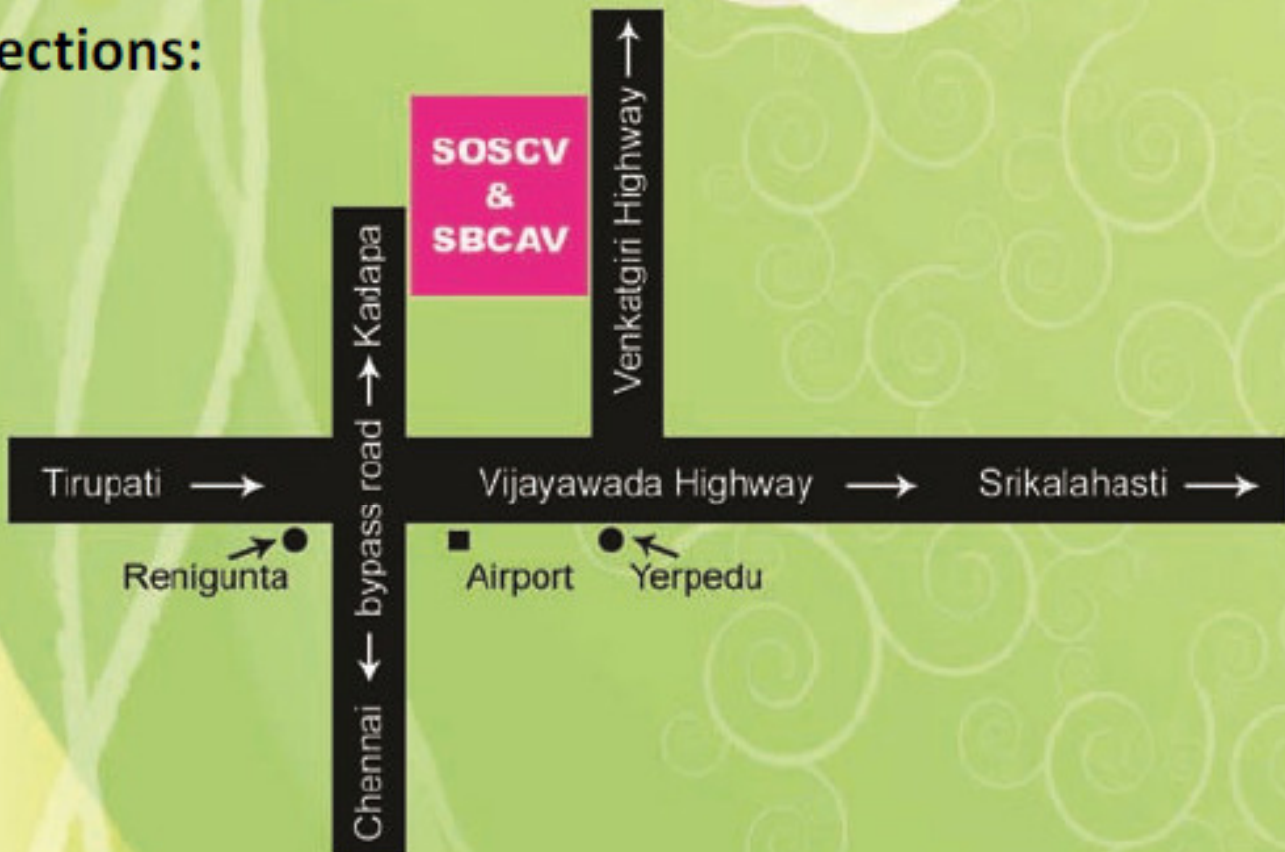 ections:
SOSCV
&
SBCAV
Venkatgiri Highway →
Chennai ← bypass road → Kadapa
Tirupati → Vijayawada Highway → Srikalahasti →
Renigunta
Airport
Yerpedu